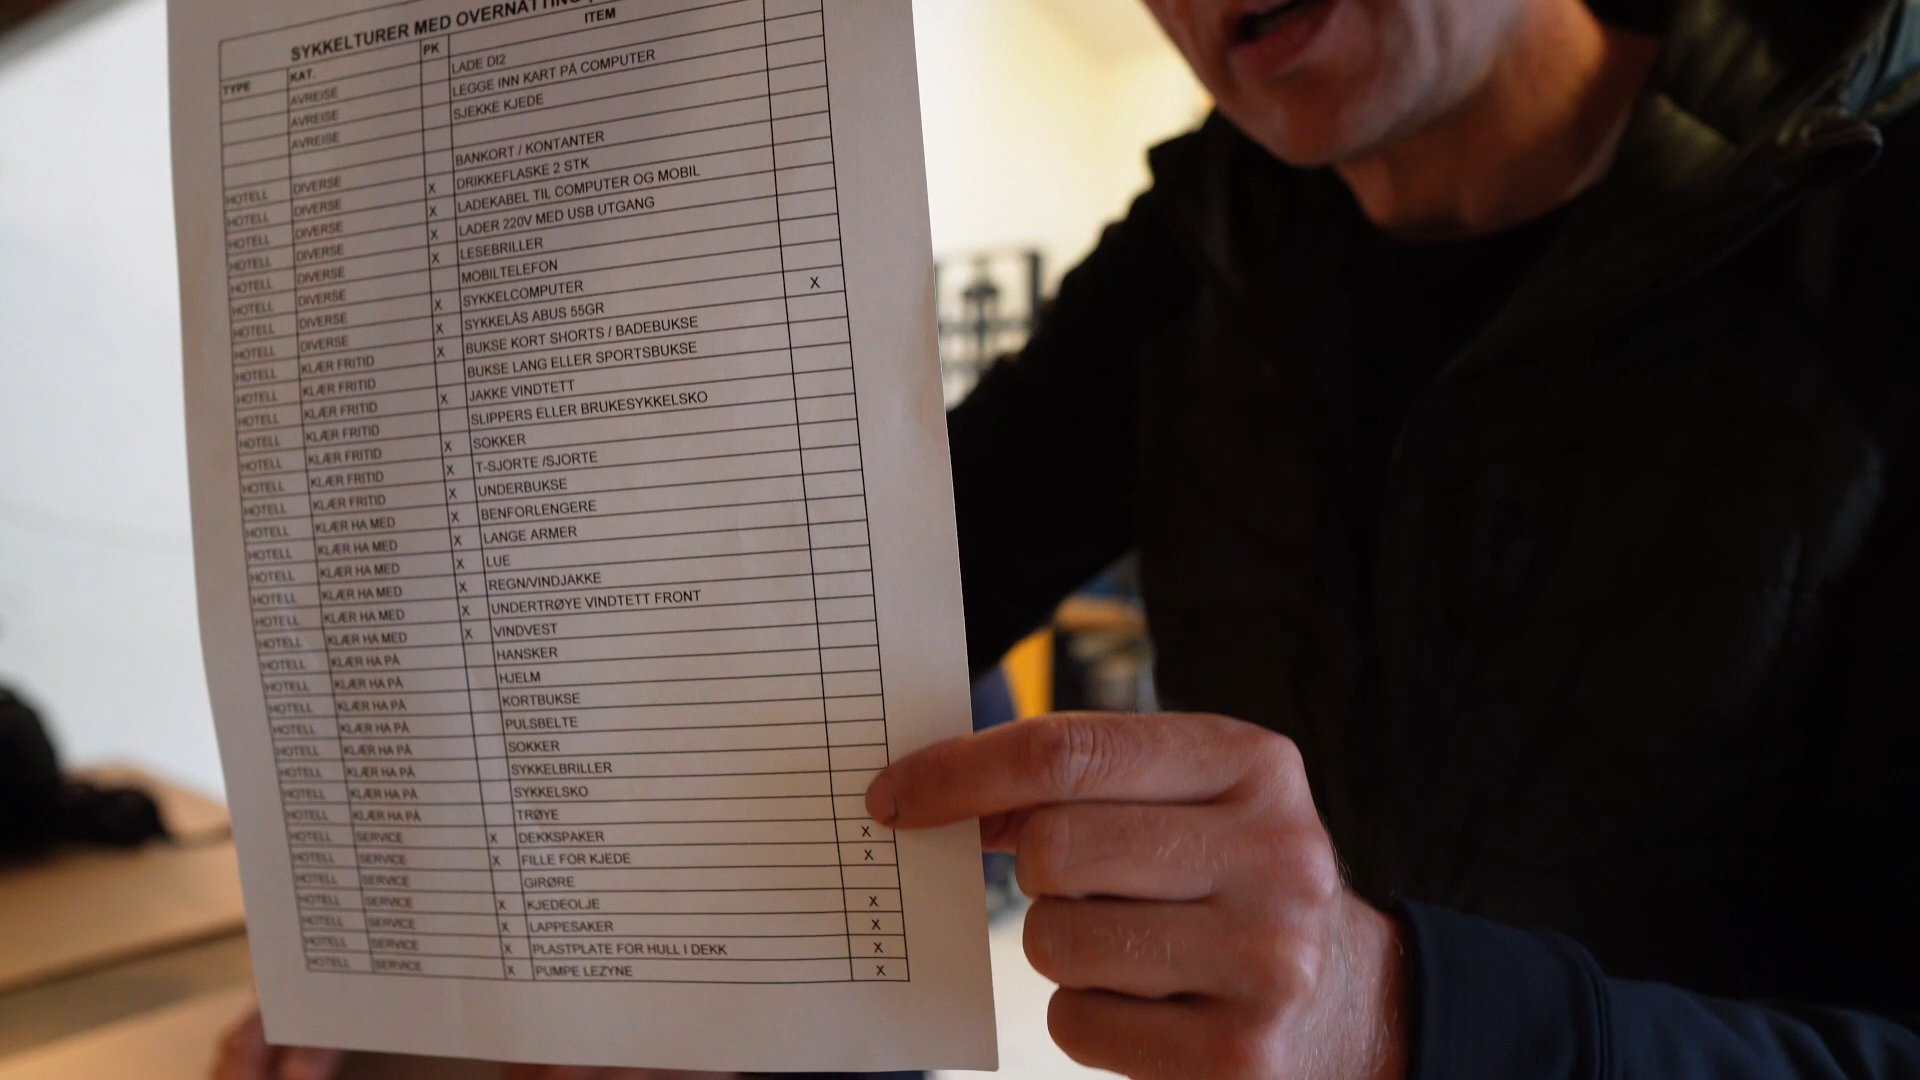 SYKKELTURER MED OVERNATTING
TYPE KAT. PK ITEM
AVREISE LADE DI2
AVREISE LEGGE INN KART PÅ COMPUTER
AVREISE SJEKKE KJEDE
HOTELL DIVERSE BANKORT / KONTANTER
HOTELL DIVERSE X DRIKKEFLASKE 2 STK
HOTELL DIVERSE X LADEKABEL TIL COMPUTER OG MOBIL
HOTELL DIVERSE X LADER 220V MED USB UTGANG
HOTELL DIVERSE X LESEBRILLER
HOTELL DIVERSE MOBILTELEFON
HOTELL DIVERSE X SYKKELCOMPUTER
HOTELL DIVERSE X SYKKELÅS ABUS 55GR X
HOTELL KLÆR FRITID X BUKSE KORT SHORTS / BADEBUKSE
HOTELL KLÆR FRITID BUKSE LANG ELLER SPORTSBUKSE
HOTELL KLÆR FRITID X JAKKE VINDTETT
HOTELL KLÆR FRITID SLIPPERS ELLER BRUKESYKKELSKO
HOTELL KLÆR FRITID X SOKKER
HOTELL KLÆR FRITID X T-SJORTE /SJORTE
HOTELL KLÆR FRITID X UNDERBUKSE
HOTELL KLÆR HA MED X BENFORLENGERE
HOTELL KLÆR HA MED X LANGE ARMER
HOTELL KLÆR HA MED X LUE
HOTELL KLÆR HA MED X REGN/VINDJAKKE
HOTELL KLÆR HA MED X UNDERTRØYE VINDTETT FRONT
HOTELL KLÆR HA MED X VINDVEST
HOTELL KLÆR HA PÅ HANSKER
HOTELL KLÆR HA PÅ HJELM
HOTELL KLÆR HA PÅ KORTBUKSE
HOTELL KLÆR HA PÅ PULSBELTE
HOTELL KLÆR HA PÅ SOKKER
HOTELL KLÆR HA PÅ SYKKELBRILLER
HOTELL KLÆR HA PÅ SYKKELSKO
HOTELL KLÆR HA PÅ TRØYE
HOTELL SERVICE X DEKKSPAKER X
HOTELL SERVICE X FILLE FOR KJEDE X
HOTELL SERVICE GIRØRE
HOTELL SERVICE X KJEDEOLJE X
HOTELL SERVICE X LAPPESAKER X
HOTELL SERVICE X PLASTPLATE FOR HULL I DEKK X
HOTELL SERVICE X PUMPE LEZYNE X